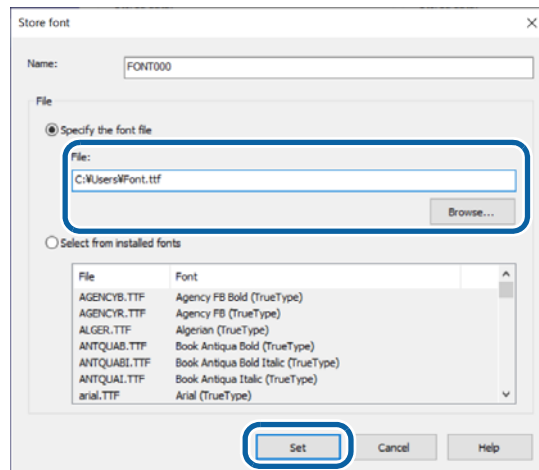 Store font
Name: FONT000
File
Specify the font file
File:
C:¥Users¥Font.ttf
Browse...
Select from installed fonts
File Font
AGENCYB.TTF Agency FB Bold (TrueType)
AGENCYR.TTF Agency FB (TrueType)
ALGER.TTF Algerian (TrueType)
ANTQUAB.TTF Book Antiqua Bold (TrueType)
ANTQUABI.TTF Book Antiqua Bold Italic (TrueType)
ANTQUAI.TTF Book Antiqua Italic (TrueType)
arial.TTF Arial (TrueType)
Set Cancel Help